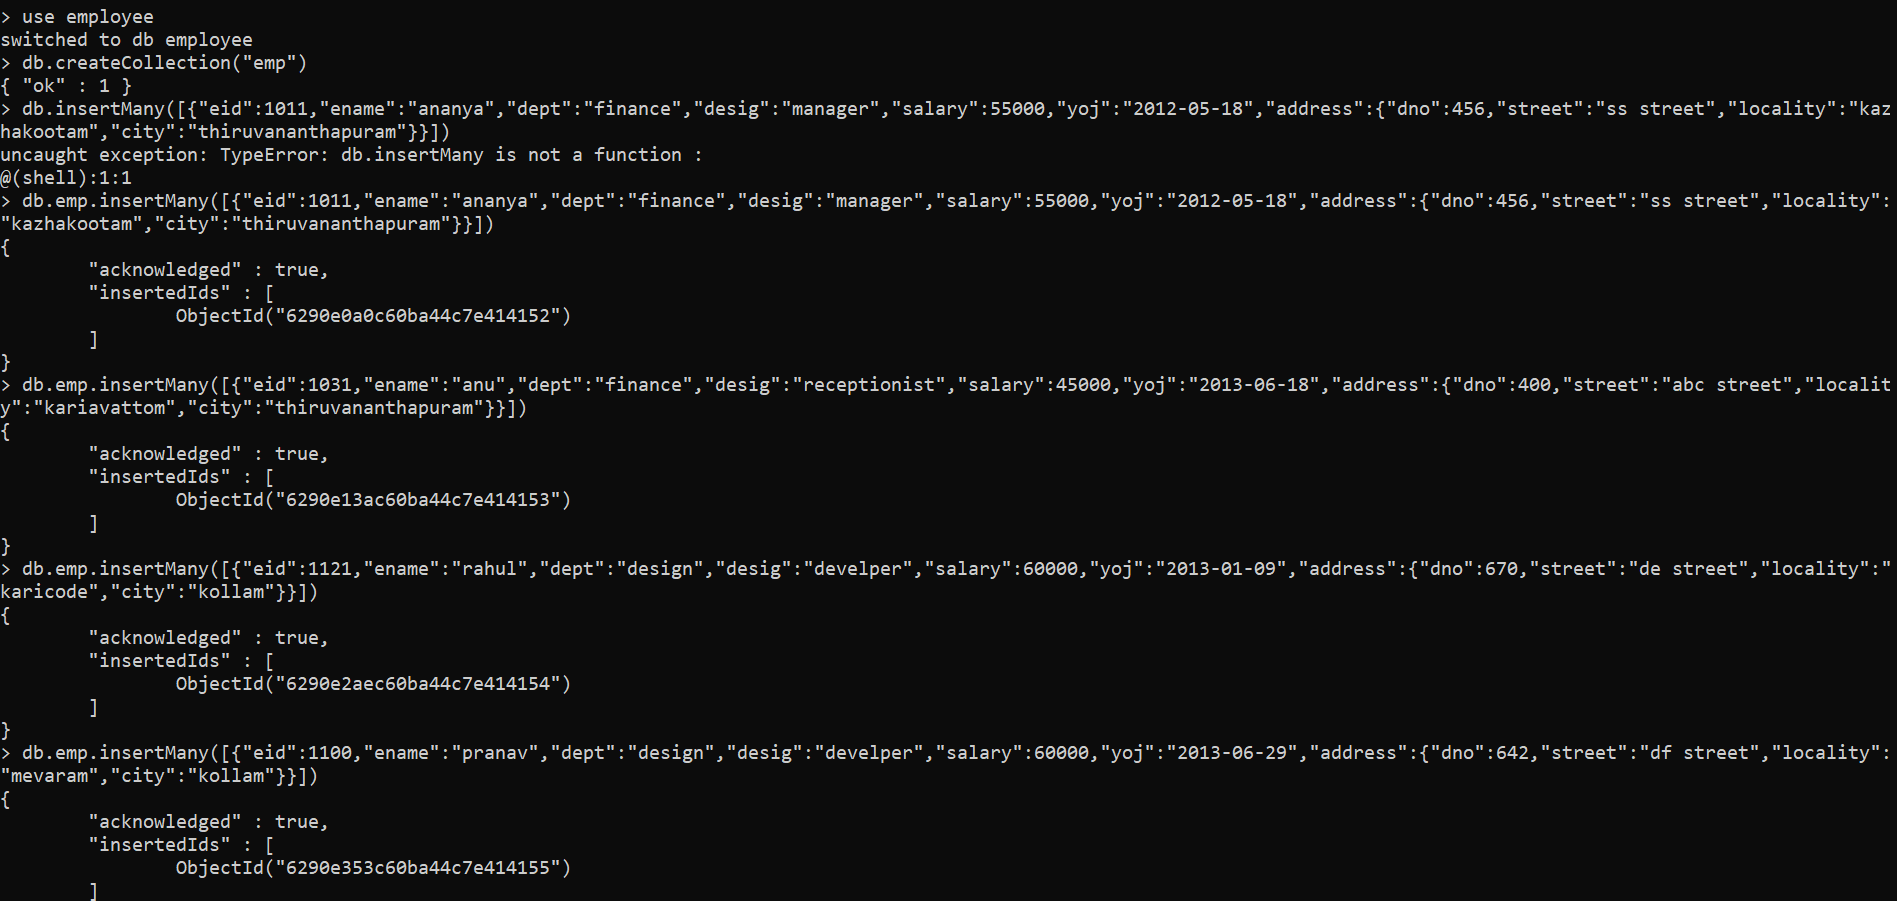 > use employee
switched to db employee
> db.createCollection("emp")
{ "ok" : 1 }
> db.insertMany([{"eid":1011,"ename":"ananya","dept":"finance","desig":"manager","salary":55000,"yoj":"2012-05-18","address":{"dno":456,"street":"ss street","locality":"kaz
hakootam","city":"thiruvananthapuram"}}])
uncaught exception: TypeError: db.insertMany is not a function :
@(shell):1:1
> db.emp.insertMany([{"eid":1011,"ename":"ananya","dept":"finance","desig":"manager","salary":55000,"yoj":"2012-05-18","address":{"dno":456,"street":"ss street","locality":
"kazhakootam","city":"thiruvananthapuram"}}])
{
        "acknowledged" : true,
        "insertedIds" : [
                ObjectId("6290e0a0c60ba44c7e414152")
        ]
}
> db.emp.insertMany([{"eid":1031,"ename":"anu","dept":"finance","desig":"receptionist","salary":45000,"yoj":"2013-06-18","address":{"dno":400,"street":"abc street","localit
y":"kariavattom","city":"thiruvananthapuram"}}])
{
        "acknowledged" : true,
        "insertedIds" : [
                ObjectId("6290e13ac60ba44c7e414153")
        ]
}
> db.emp.insertMany([{"eid":1121,"ename":"rahul","dept":"design","desig":"develper","salary":60000,"yoj":"2013-01-09","address":{"dno":670,"street":"de street","locality":"
karicode","city":"kollam"}}])
{
        "acknowledged" : true,
        "insertedIds" : [
                ObjectId("6290e2aec60ba44c7e414154")
        ]
}
> db.emp.insertMany([{"eid":1100,"ename":"pranav","dept":"design","desig":"develper","salary":60000,"yoj":"2013-06-29","address":{"dno":642,"street":"df street","locality":
"mevaram","city":"kollam"}}])
{
        "acknowledged" : true,
        "insertedIds" : [
                ObjectId("6290e353c60ba44c7e414155")
        ]